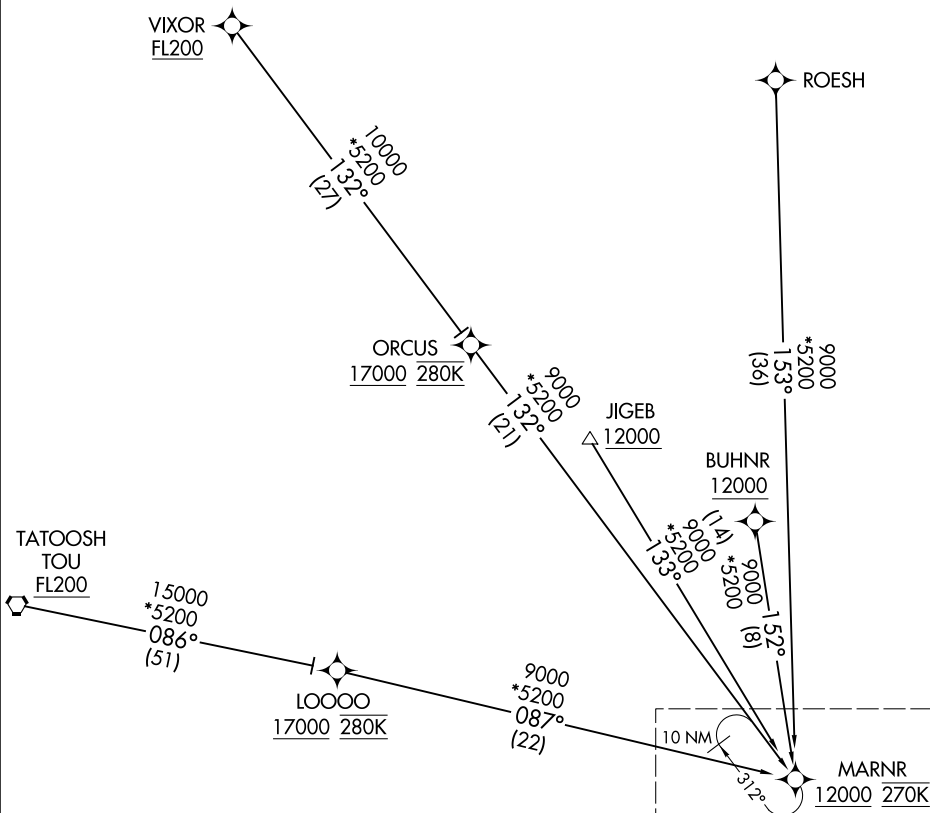 VIXOR
FL200
ROESH
10000
*5200
132°
(27)
ORCUS
17000 280K
9000
*5200
132°
(21)
9000
*5200
153°
(36)
JIGEB
12000
BUHNR
12000
(14)
9000
*5200
133°
9000
*5200
152°
(8)
TATOOSH
TOU
FL200
15000
*5200
086°
(51)
LOOOO
17000 280K
9000
*5200
087°
(22)
10 NM
312°
MARNR
12000 270K